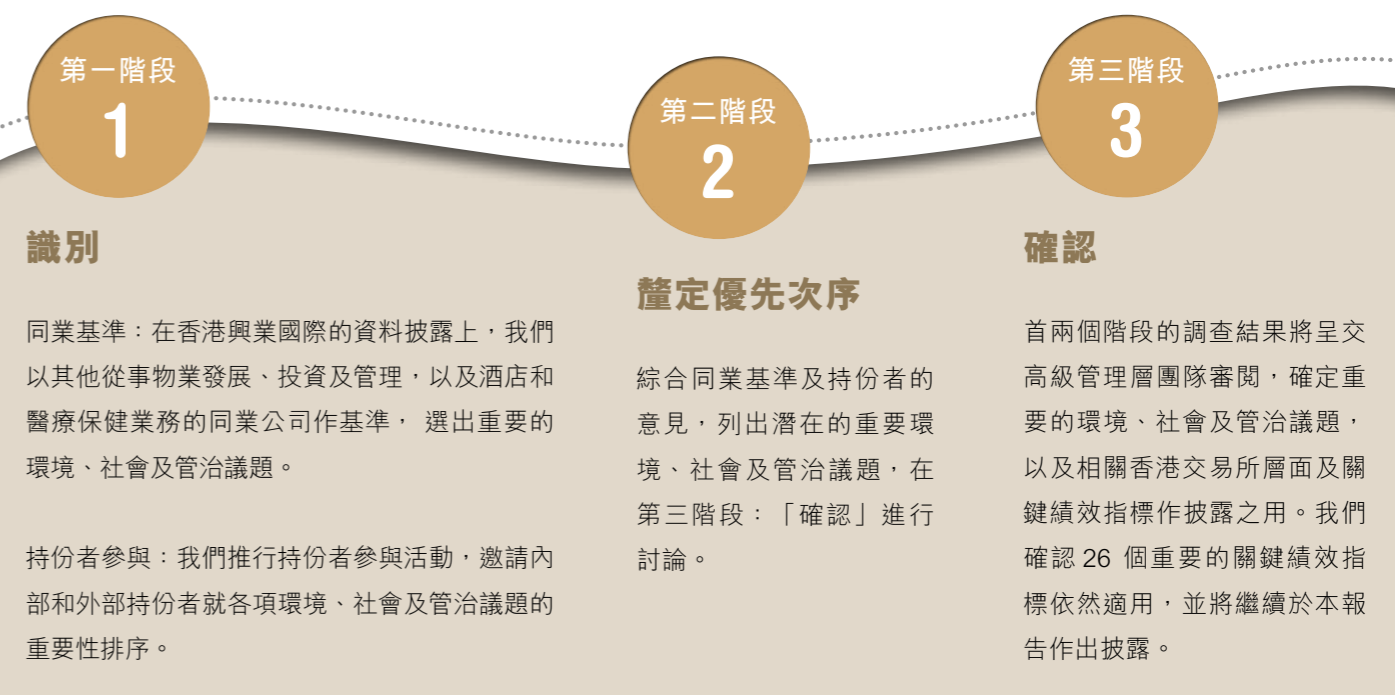 第一階段
1
識別
同業基準：在香港興業國際的資料披露上，我們
以其他從事物業發展、投資及管理，以及酒店和
醫療保健業務的同業公司作基準， 選出重要的
環境、社會及管治議題。
持份者參與：我們推行持份者參與活動，邀請內
部和外部持份者就各項環境、社會及管治議題的
重要性排序。
第二階段
2
釐定優先次序
綜合同業基準及持份者的
意見，列出潛在的重要環
境、社會及管治議題，在
第三階段：「確認」進行
討論。
第三階段
3
確認
首兩個階段的調查結果將呈交
高級管理層團隊審閲，確定重
要的環境、社會及管治議題，
以及相關香港交易所層面及關
鍵績效指標作披露之用。我們
確認 26 個重要的關鍵績效指
標依然適用，並將繼續於本報
告作出披露。